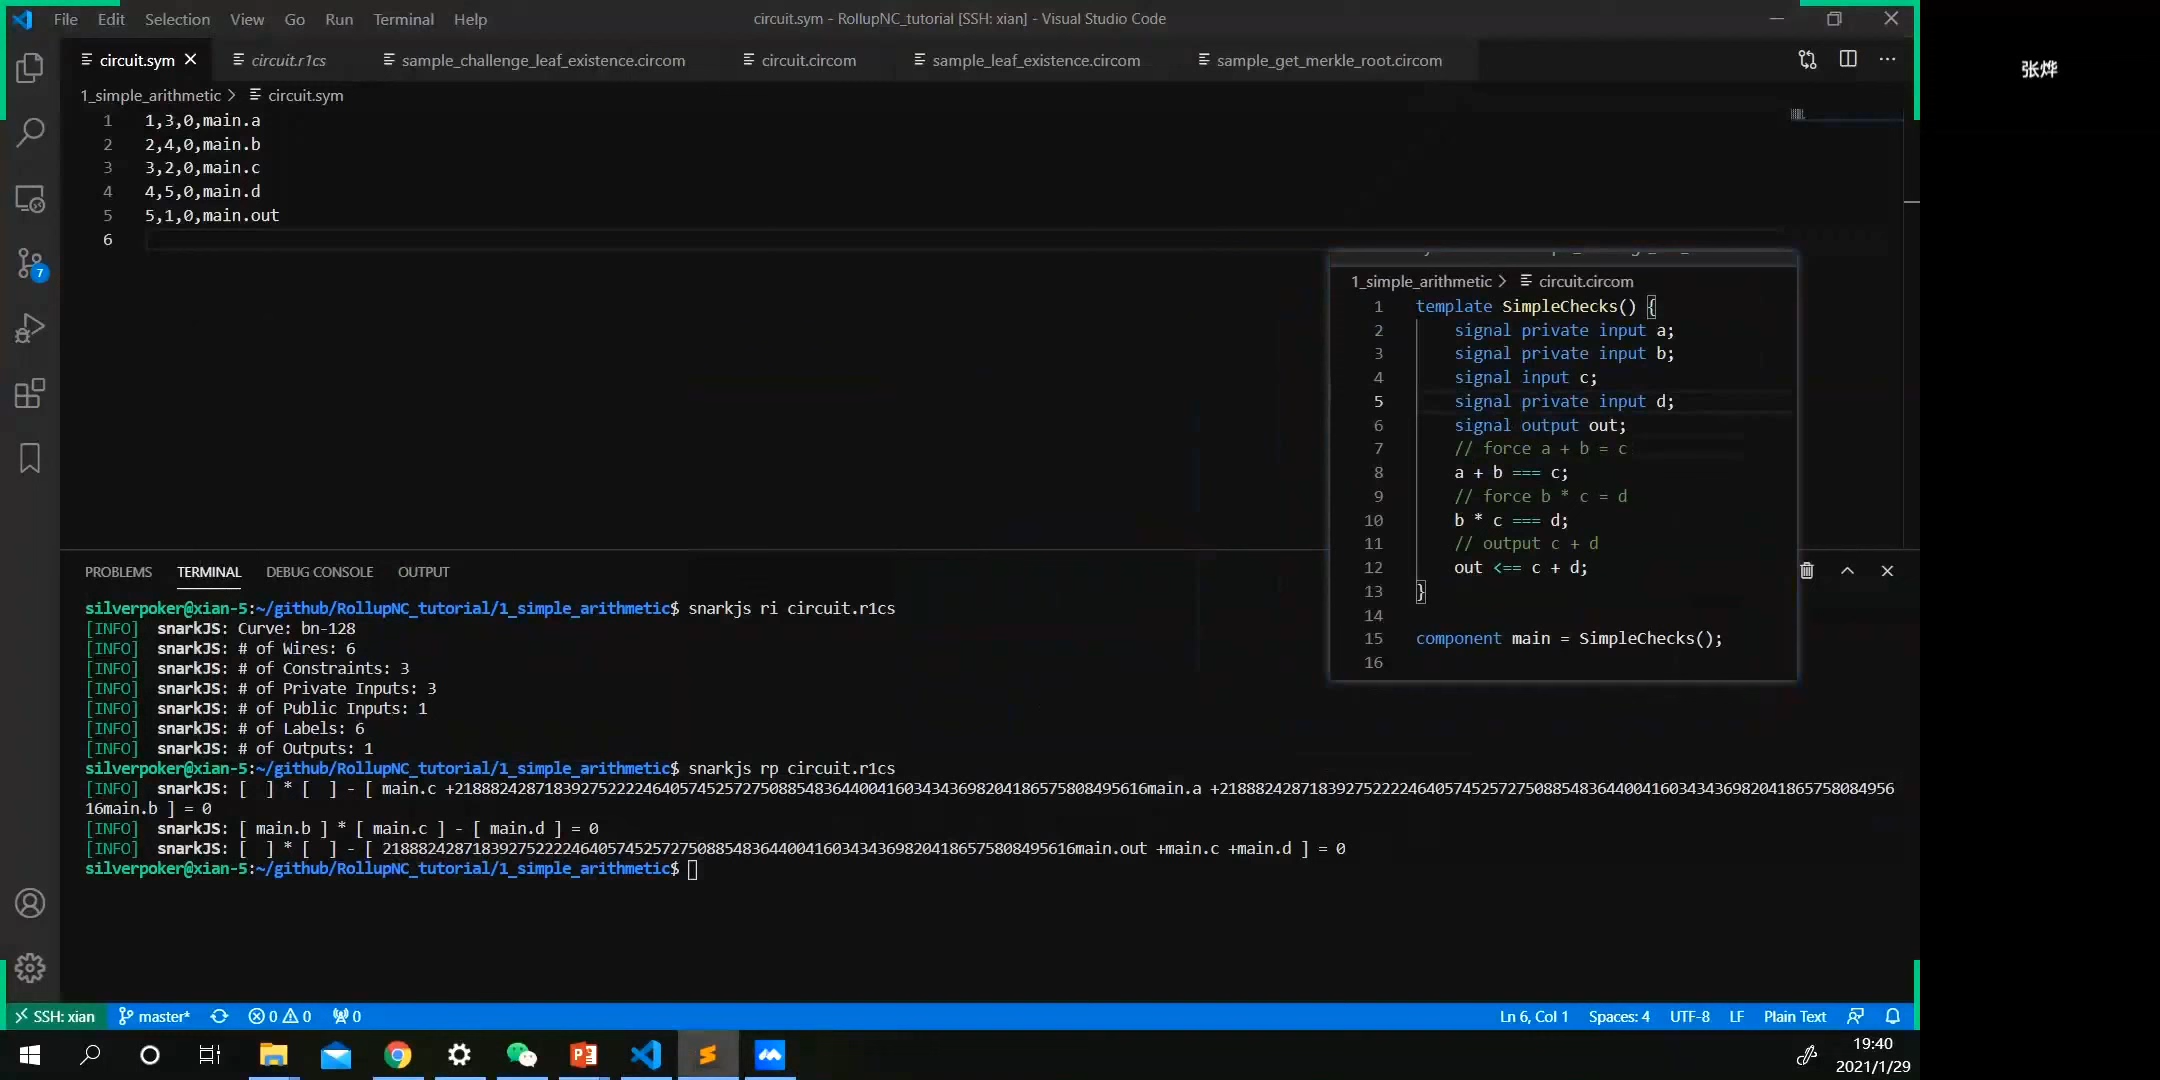 File Edit Selection View Go Run Terminal Help
circuit.sym - RollupNC_tutorial [SSH: xian] - Visual Studio Code
张烨
circuit.sym circuit.r1cs sample_challenge_leaf_existence.circom circuit.circom sample_leaf_existence.circom sample_get_merkle_root.circom
1_simple_arithmetic > circuit.sym
1 1,3,0,main.a
2 2,4,0,main.b
3 3,2,0,main.c
4 4,5,0,main.d
5 5,1,0,main.out
6
7
1_simple_arithmetic > circuit.circom
1 template SimpleChecks() {
2 signal private input a;
3 signal private input b;
4 signal input c;
5 signal private input d;
6 signal output out;
7 // force a + b = c
8 a + b === c;
9 // force b * c = d
10 b * c === d;
11 // output c + d
12 out <== c + d;
13 }
14
15 component main = SimpleChecks();
16
PROBLEMS TERMINAL DEBUG CONSOLE OUTPUT
silverpoker@xian-5:~/github/RollupNC_tutorial/1_simple_arithmetic$ snarkjs ri circuit.r1cs
[INFO] snarkJS: Curve: bn-128
[INFO] snarkJS: # of Wires: 6
[INFO] snarkJS: # of Constraints: 3
[INFO] snarkJS: # of Private Inputs: 3
[INFO] snarkJS: # of Public Inputs: 1
[INFO] snarkJS: # of Labels: 6
[INFO] snarkJS: # of Outputs: 1
silverpoker@xian-5:~/github/RollupNC_tutorial/1_simple_arithmetic$ snarkjs rp circuit.r1cs
[INFO] snarkJS: [ ] * [ ] - [ main.c +21888242871839275222246405745257275088548364400416034343698204186575808495616main.a +218882428718392752222464057452572750885483644004160343436982041865758084956
16main.b ] = 0
[INFO] snarkJS: [ main.b ] * [ main.c ] - [ main.d ] = 0
[INFO] snarkJS: [ ] * [ ] - [ 21888242871839275222246405745257275088548364400416034343698204186575808495616main.out +main.c +main.d ] = 0
silverpoker@xian-5:~/github/RollupNC_tutorial/1_simple_arithmetic$
SSH: xian master* 0 0 0 Ln 6, Col 1 Spaces: 4 UTF-8 LF Plain Text
19:40
2021/1/29